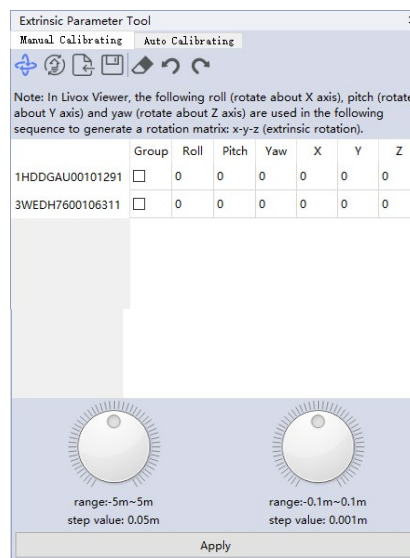 Extrinsic Parameter Tool
Manual Calibrating Auto Calibrating
Note: In Livox Viewer, the following roll (rotate about X axis), pitch (rotate
about Y axis) and yaw (rotate about Z axis) are used in the following
sequence to generate a rotation matrix: x-y-z (extrinsic rotation).
Group Roll Pitch Yaw X Y Z
1HDDGAU00101291 0 0 0 0 0 0
3WEDH7600106311 0 0 0 0 0 0
range:-5m~5m range:-0.1m~0.1m
step value: 0.05m step value: 0.001m
Apply